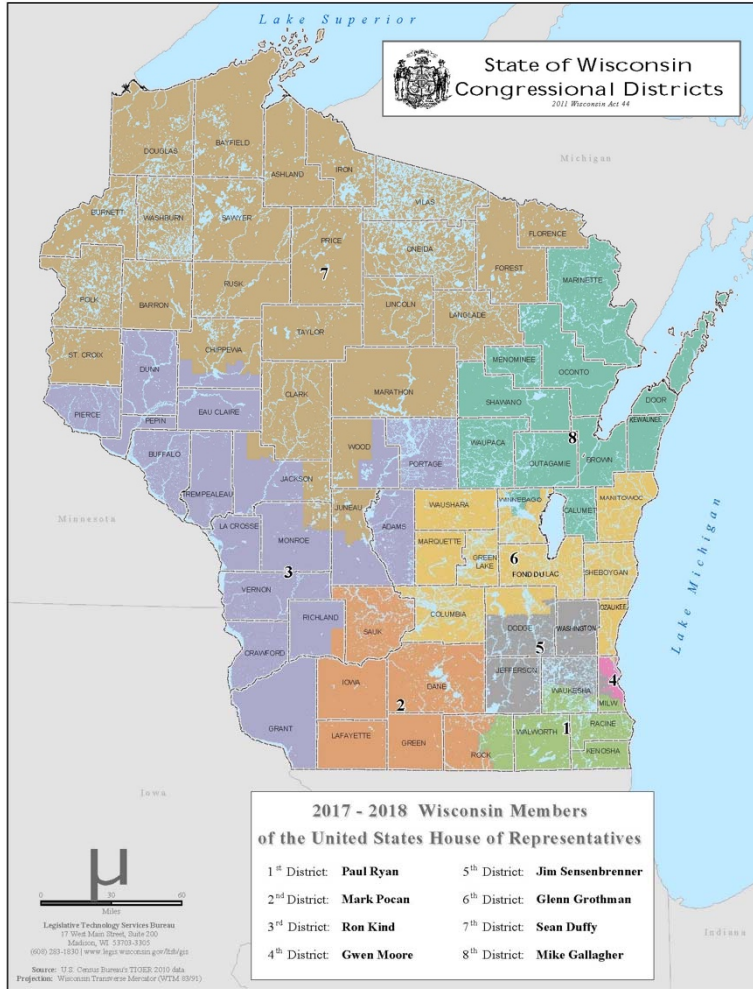 Lake Superior
State of Wisconsin
Congressional Districts
2011 Wisconsin Act 44
Michigan
DOUGLAS
BAYFIELD
ASHLAND
IRON
VILAS
BURNETT
WASHBURN
SAWYER
PRICE
ONEIDA
FLORENCE
FOREST
MARINETTE
7
POLK
BARRON
RUSK
LINCOLN
LANGLADE
TAYLOR
ST. CROIX
CHIPPEWA
DUNN
MENOMINEE
OCONTO
CLARK
MARATHON
PIERCE
PEPIN
EAU CLAIRE
SHAWANO
DOOR
KEWAUNEE
BUFFALO
WOOD
PORTAGE
WAUPACA
8
OUTAGAMIE
BROWN
TREMPEALEAU
JACKSON
JUNEAU
ADAMS
WAUSHARA
WINNEBAGO
CALUMET
MANITOWOC
Minnesota
LA CROSSE
MONROE
MARQUETTE
GREEN
LAKE
6
FOND DU LAC
SHEBOYGAN
Lake Michigan
3
VERNON
RICHLAND
SAUK
COLUMBIA
DODGE
WASHINGTON
OZAUKEE
5
CRAWFORD
IOWA
DANE
JEFFERSON
WAUKESHA
4
MILW.
2
GRANT
LAFAYETTE
GREEN
ROCK
WALWORTH
1
RACINE
KENOSHA
Iowa
2017 - 2018 Wisconsin Members
of the United States House of Representatives
1st District: Paul Ryan
2nd District: Mark Pocan
3rd District: Ron Kind
4th District: Gwen Moore
5th District: Jim Sensenbrenner
6th District: Glenn Grothman
7th District: Sean Duffy
8th District: Mike Gallagher
Indiana
µ
0 30 60
Miles
Legislative Technology Services Bureau
17 West Main Street, Suite 200
Madison, WI 53703-3305
(608) 283-1830 | www.legis.wisconsin.gov/ltsb/gis
Source: U.S. Census Bureau's TIGER 2010 data
Projection: Wisconsin Transverse Mercator (WTM 83/91)